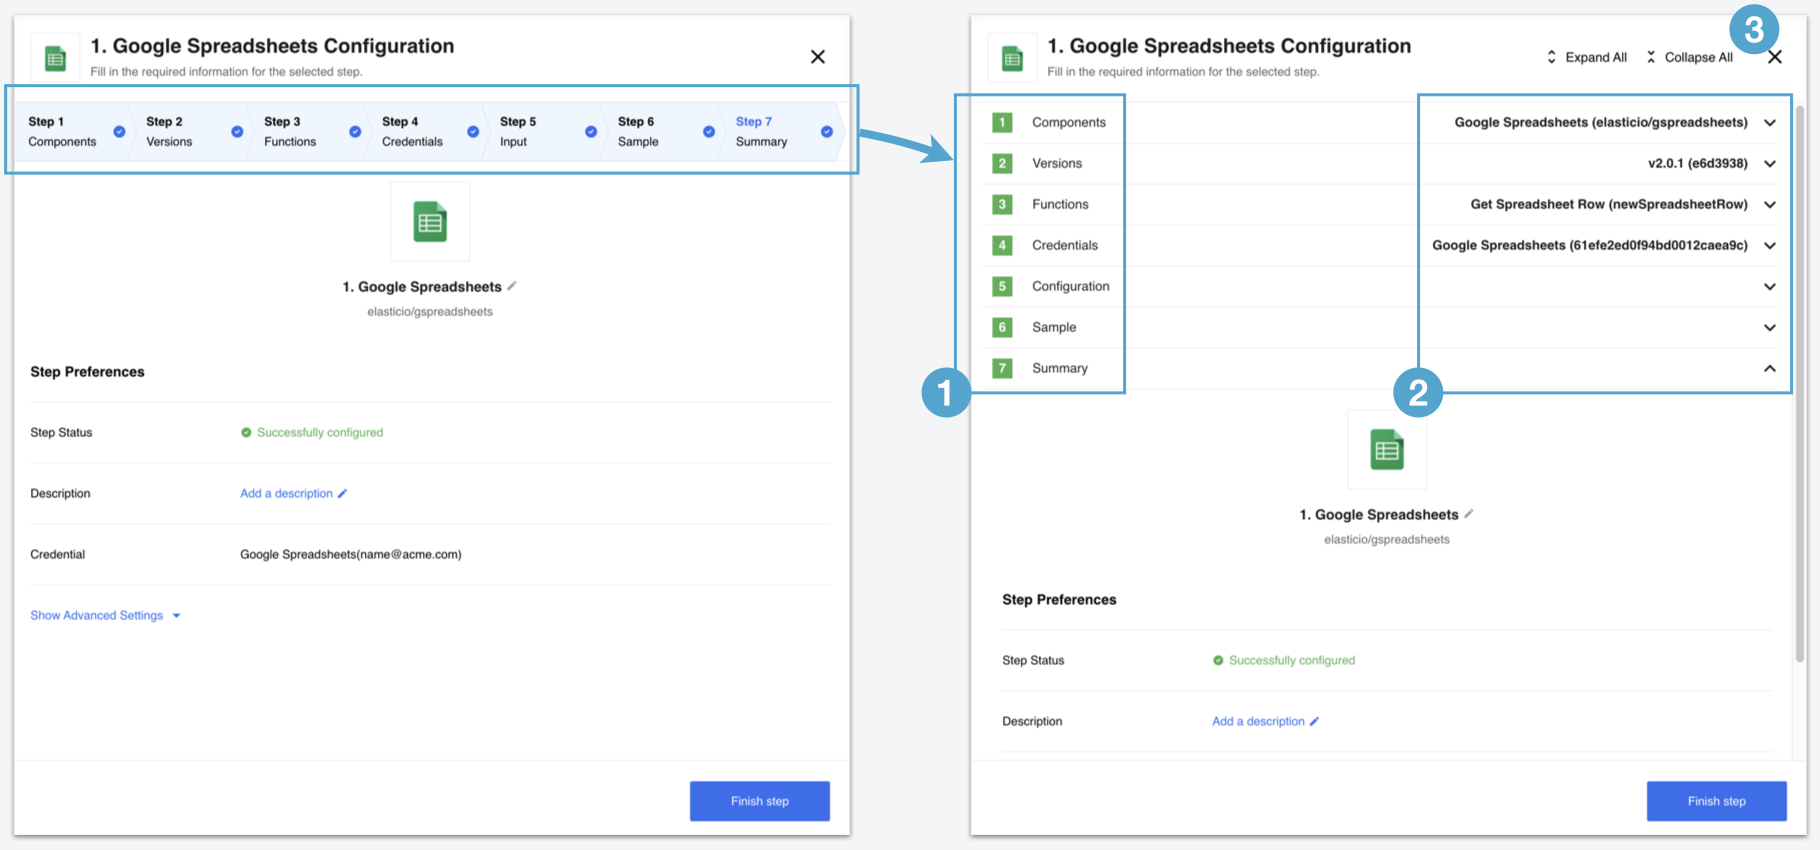 1. Google Spreadsheets Configuration
Fill in the required information for the selected step.
Step 1
Components
Step 2
Versions
Step 3
Functions
Step 4
Credentials
Step 5
Input
Step 6
Sample
Step 7
Summary
1. Google Spreadsheets
elasticio/gspreadsheets
Step Preferences
Step Status
Successfully configured
Description
Add a description
Credential
Google Spreadsheets(name@acme.com)
Show Advanced Settings
Finish step
3
1. Google Spreadsheets Configuration
Fill in the required information for the selected step.
Expand All
Collapse All
1 Components Google Spreadsheets (elasticio/gspreadsheets)
2 Versions v2.0.1 (e6d3938)
3 Functions Get Spreadsheet Row (newSpreadsheetRow)
4 Credentials Google Spreadsheets (61efe2ed0f94bd0012caea9c)
5 Configuration
6 Sample
7 Summary
1
2
1. Google Spreadsheets
elasticio/gspreadsheets
Step Preferences
Step Status
Successfully configured
Description
Add a description
Finish step